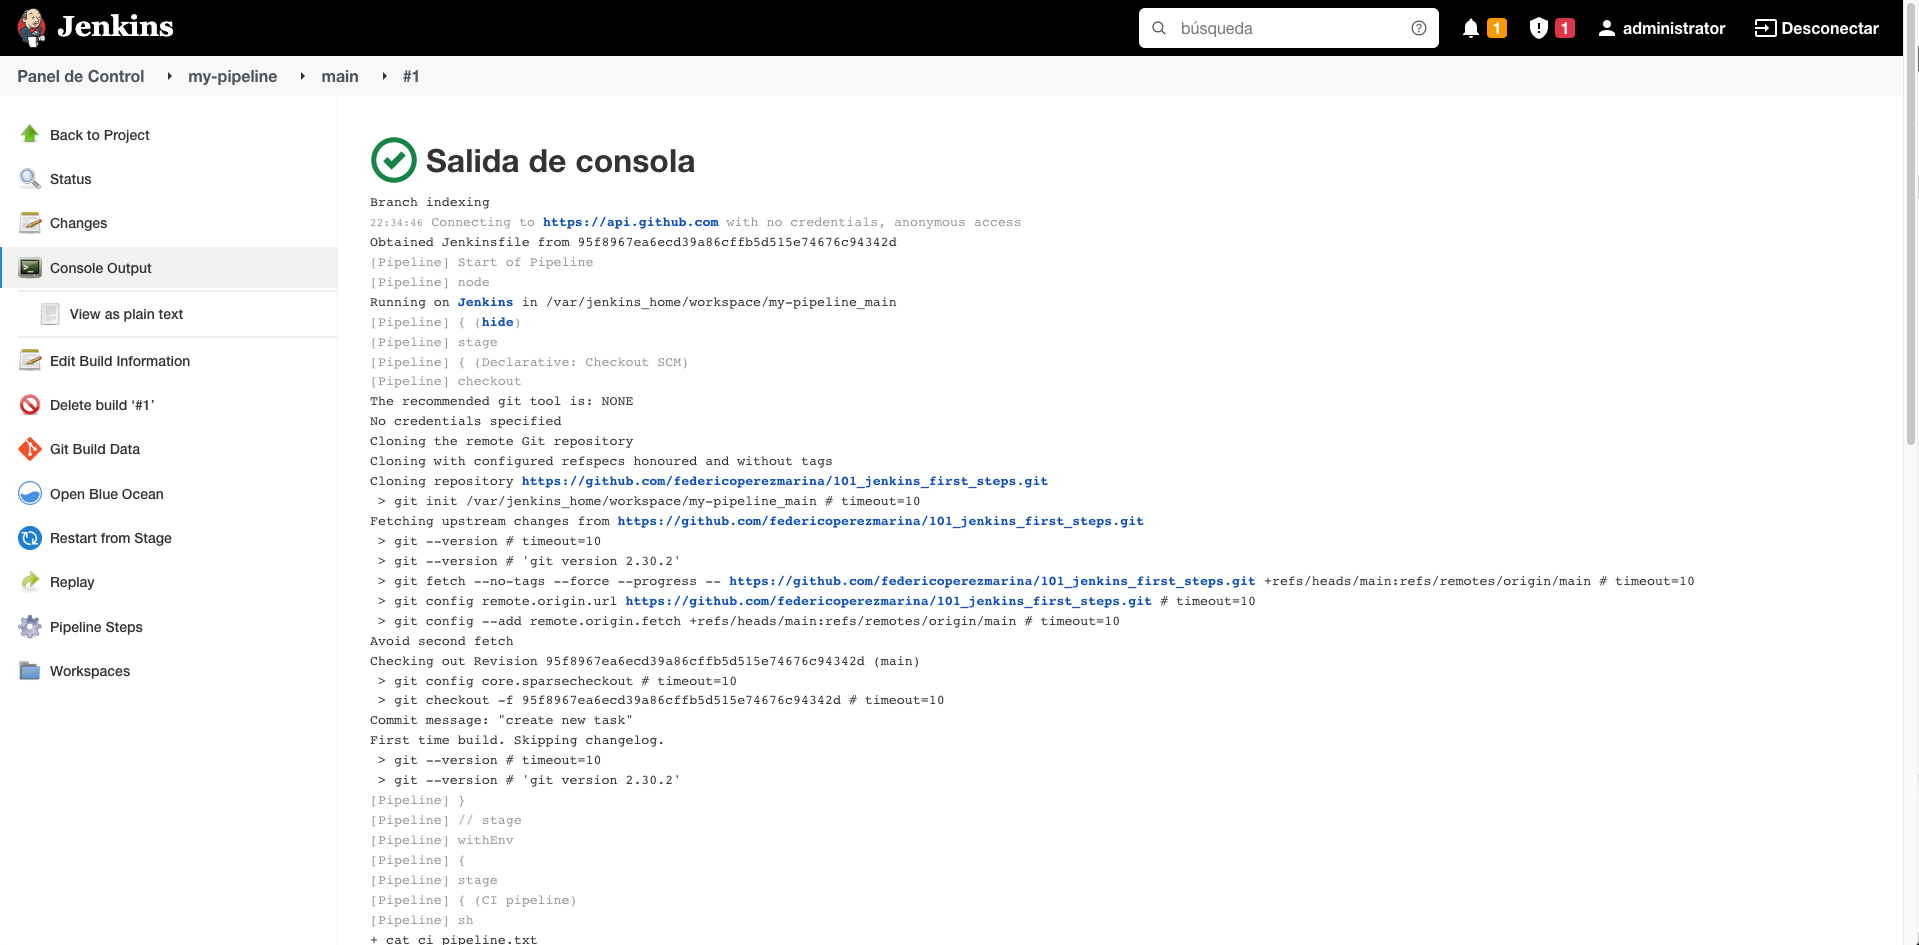 Jenkins
búsqueda
1
1
administrator
Desconectar
Panel de Control
my-pipeline
main
#1
Back to Project
Status
Changes
Console Output
View as plain text
Edit Build Information
Delete build ‘#1’
Git Build Data
Open Blue Ocean
Restart from Stage
Replay
Pipeline Steps
Workspaces
Salida de consola
Branch indexing
22:34:46 Connecting to https://api.github.com with no credentials, anonymous access
Obtained Jenkinsfile from 95f8967ea6ecd39a86cffb5d515e74676c94342d
[Pipeline] Start of Pipeline
[Pipeline] node
Running on Jenkins in /var/jenkins_home/workspace/my-pipeline_main
[Pipeline] { (hide)
[Pipeline] stage
[Pipeline] { (Declarative: Checkout SCM)
[Pipeline] checkout
The recommended git tool is: NONE
No credentials specified
Cloning the remote Git repository
Cloning with configured refspecs honoured and without tags
Cloning repository https://github.com/federicoperezmarina/101_jenkins_first_steps.git
> git init /var/jenkins_home/workspace/my-pipeline_main # timeout=10
Fetching upstream changes from https://github.com/federicoperezmarina/101_jenkins_first_steps.git
> git --version # timeout=10
> git --version # 'git version 2.30.2'
> git fetch --no-tags --force --progress -- https://github.com/federicoperezmarina/101_jenkins_first_steps.git +refs/heads/main:refs/remotes/origin/main # timeout=10
> git config remote.origin.url https://github.com/federicoperezmarina/101_jenkins_first_steps.git # timeout=10
> git config --add remote.origin.fetch +refs/heads/main:refs/remotes/origin/main # timeout=10
Avoid second fetch
Checking out Revision 95f8967ea6ecd39a86cffb5d515e74676c94342d (main)
> git config core.sparsecheckout # timeout=10
> git checkout -f 95f8967ea6ecd39a86cffb5d515e74676c94342d # timeout=10
Commit message: "create new task"
First time build. Skipping changelog.
> git --version # timeout=10
> git --version # 'git version 2.30.2'
[Pipeline] }
[Pipeline] // stage
[Pipeline] withEnv
[Pipeline] {
[Pipeline] stage
[Pipeline] { (CI pipeline)
[Pipeline] sh
+ cat ci_pipeline.txt